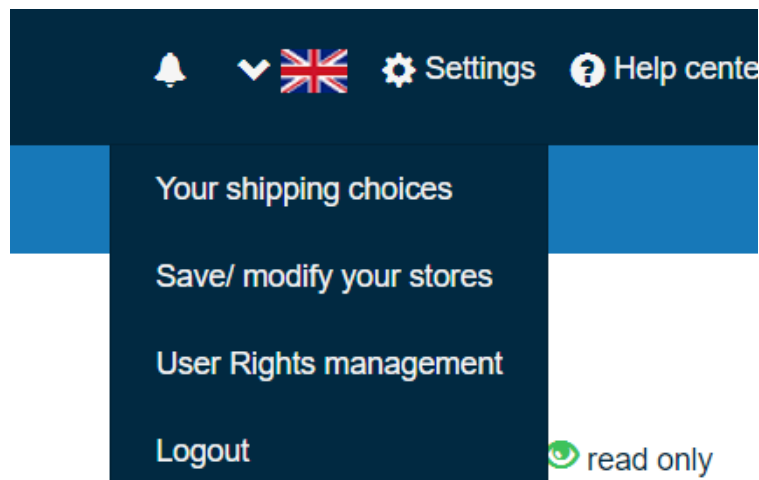 Settings Help cente
Your shipping choices
Save/ modify your stores
User Rights management
Logout
read only